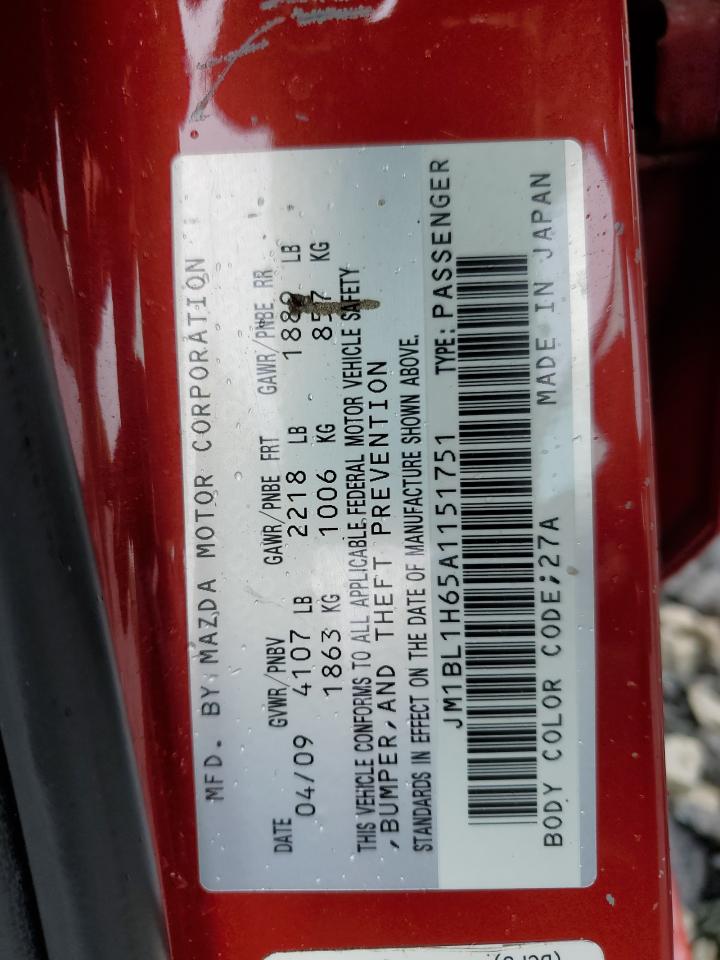 MFD. BY MAZDA MOTOR CORPORATION
DATE GVWR/PNBV GAWR/PNBE FRT GAWR/PNBE RR
04/09 4107 LB 2218 LB 1889 LB
1863 KG 1006 KG 857 KG
THIS VEHICLE CONFORMS TO ALL APPLICABLE FEDERAL MOTOR VEHICLE SAFETY
,BUMPER,AND THEFT PREVENTION
STANDARDS IN EFFECT ON THE DATE OF MANUFACTURE SHOWN ABOVE.
JM1BL1H65A1151751 TYPE: PASSENGER
BODY COLOR CODE;27A MADE IN JAPAN